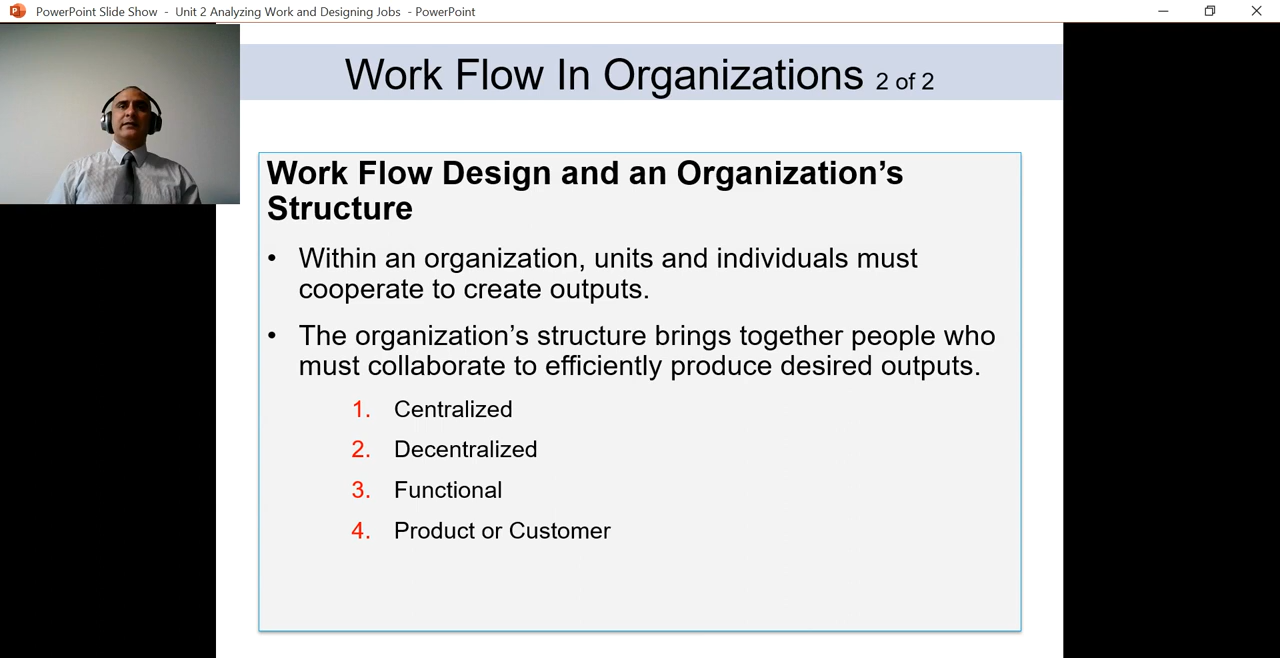 PowerPoint Slide Show - Unit 2 Analyzing Work and Designing Jobs - PowerPoint
Work Flow In Organizations 2 of 2
Work Flow Design and an Organization’s
Structure
• Within an organization, units and individuals must
cooperate to create outputs.
• The organization’s structure brings together people who
must collaborate to efficiently produce desired outputs.
1. Centralized
2. Decentralized
3. Functional
4. Product or Customer